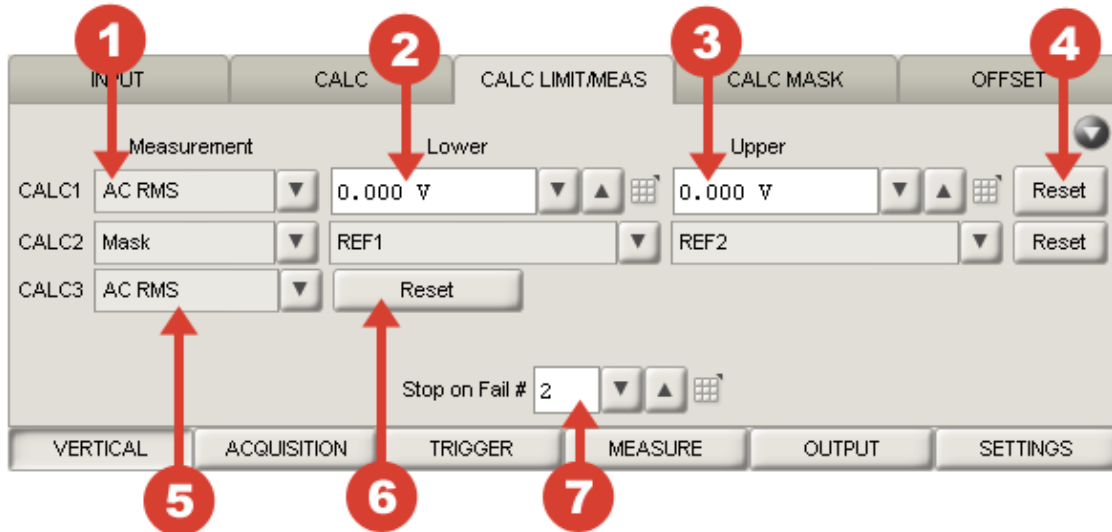 1 2 3 4
INPUT CALC CALC LIMIT/MEAS CALC MASK OFFSET
Measurement Lower Upper
CALC1 AC RMS 0.000 V 0.000 V Reset
CALC2 Mask REF1 REF2 Reset
CALC3 AC RMS Reset
Stop on Fail # 2
VERTICAL ACQUISITION TRIGGER MEASURE OUTPUT SETTINGS
5 6 7